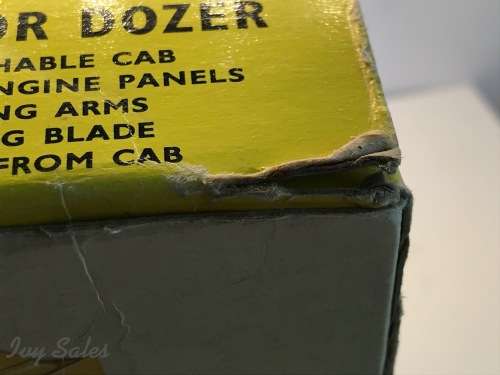 OR DOZER
HABLE CAB
NGINE PANELS
NG ARMS
G BLADE
FROM CAB
Ivy Sales